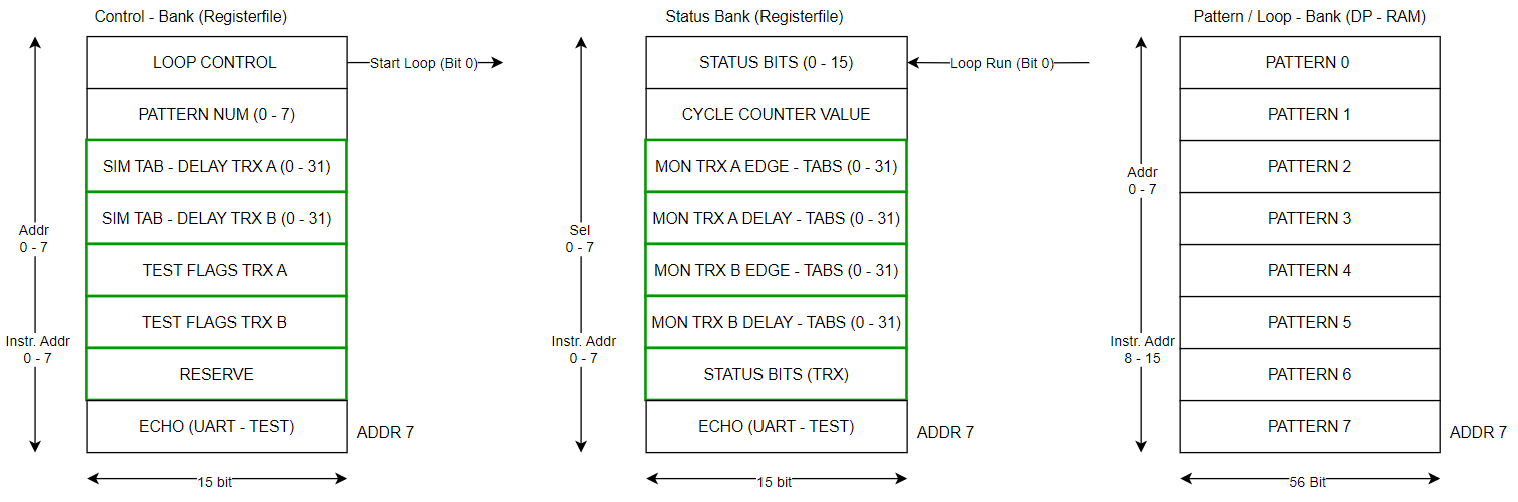 Control - Bank (Registerfile)
LOOP CONTROL
Start Loop (Bit 0)
PATTERN NUM (0 - 7)
SIM TAB - DELAY TRX A (0 - 31)
SIM TAB - DELAY TRX B (0 - 31)
TEST FLAGS TRX A
TEST FLAGS TRX B
RESERVE
ECHO (UART - TEST)
ADDR 7
Addr
0 - 7
Instr. Addr
0 - 7
15 bit
Status Bank (Registerfile)
STATUS BITS (0 - 15)
Loop Run (Bit 0)
CYCLE COUNTER VALUE
MON TRX A EDGE - TABS (0 - 31)
MON TRX A DELAY - TABS (0 - 31)
MON TRX B EDGE - TABS (0 - 31)
MON TRX B DELAY - TABS (0 - 31)
STATUS BITS (TRX)
ECHO (UART - TEST)
ADDR 7
Sel
0 - 7
Instr. Addr
0 - 7
15 bit
Pattern / Loop - Bank (DP - RAM)
PATTERN 0
PATTERN 1
PATTERN 2
PATTERN 3
PATTERN 4
PATTERN 5
PATTERN 6
PATTERN 7
ADDR 7
Addr
0 - 7
Instr. Addr
8 - 15
56 Bit